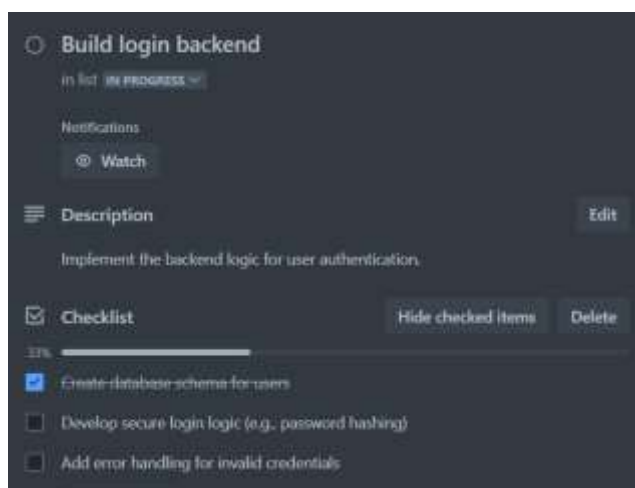 Build login backend
in list IN PROGRESS
Notifications
Watch
Description Edit
Implement the backend logic for user authentication.
Checklist Hide checked items Delete
33%
Create database schema for users
Develop secure login logic (e.g., password hashing)
Add error handling for invalid credentials